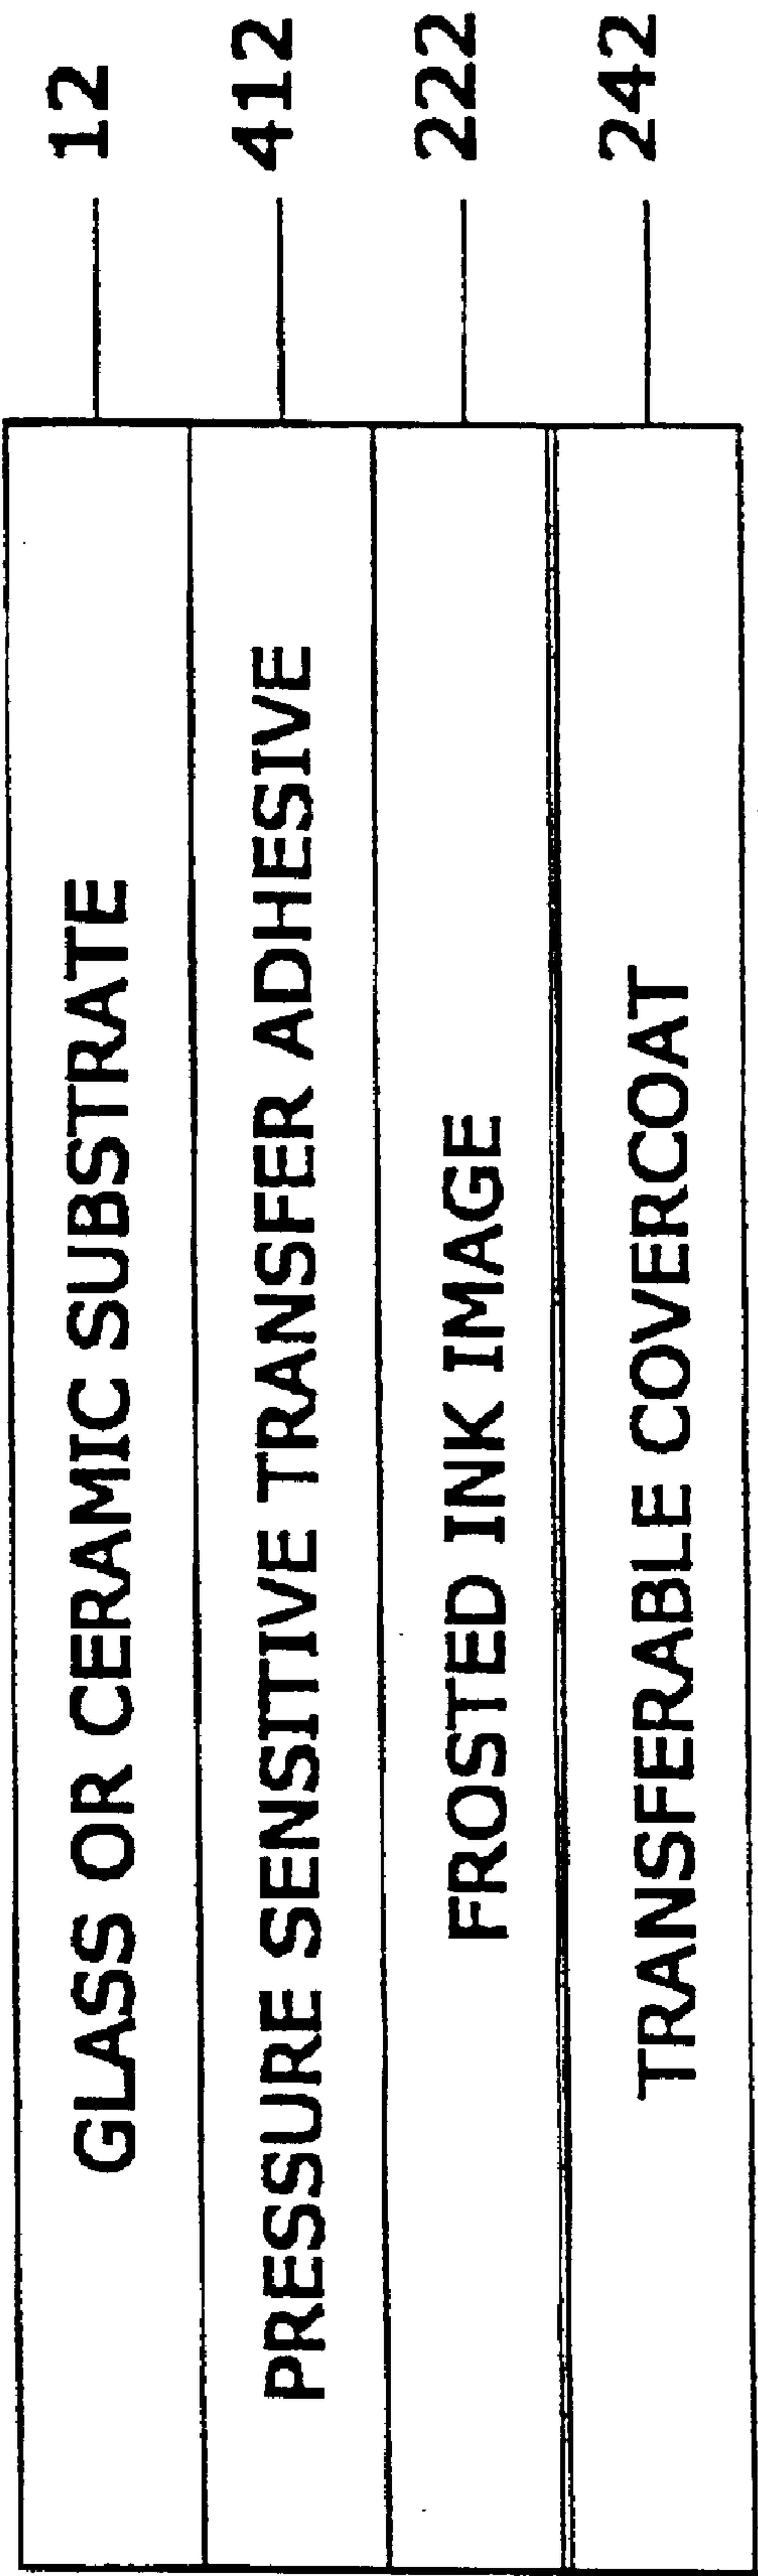 GLASS OR CERAMIC SUBSTRATE 12
PRESSURE SENSITIVE TRANSFER ADHESIVE 412
FROSTED INK IMAGE 222
TRANSFERABLE COVERCOAT 242